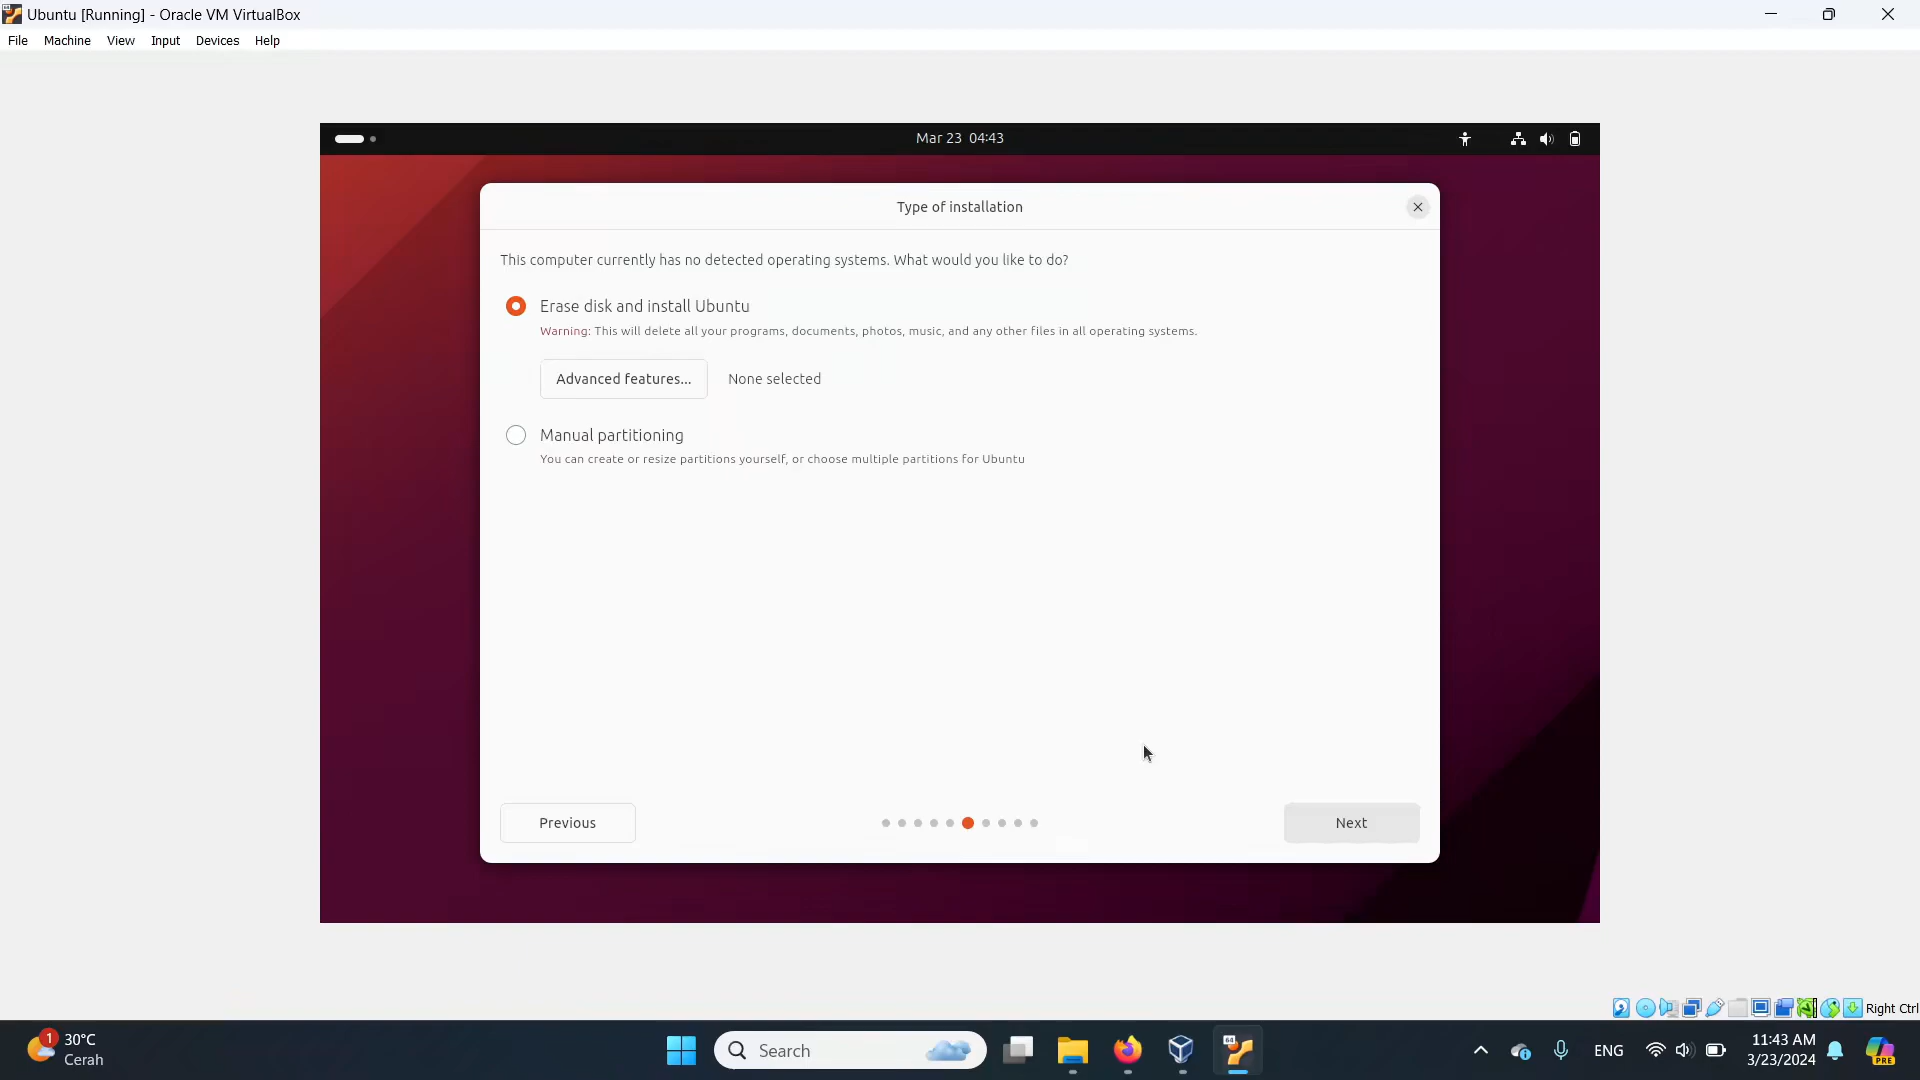 Ubuntu [Running] - Oracle VM VirtualBox
File Machine View Input Devices Help
Mar 23 04:43
Type of installation
This computer currently has no detected operating systems. What would you like to do?
Erase disk and install Ubuntu
Warning: This will delete all your programs, documents, photos, music, and any other files in all operating systems.
Advanced features... None selected
Manual partitioning
You can create or resize partitions yourself, or choose multiple partitions for Ubuntu
Previous
Next
Right Ctrl
1
30°C
Cerah
Search
64
ENG
11:43 AM
3/23/2024
PRE